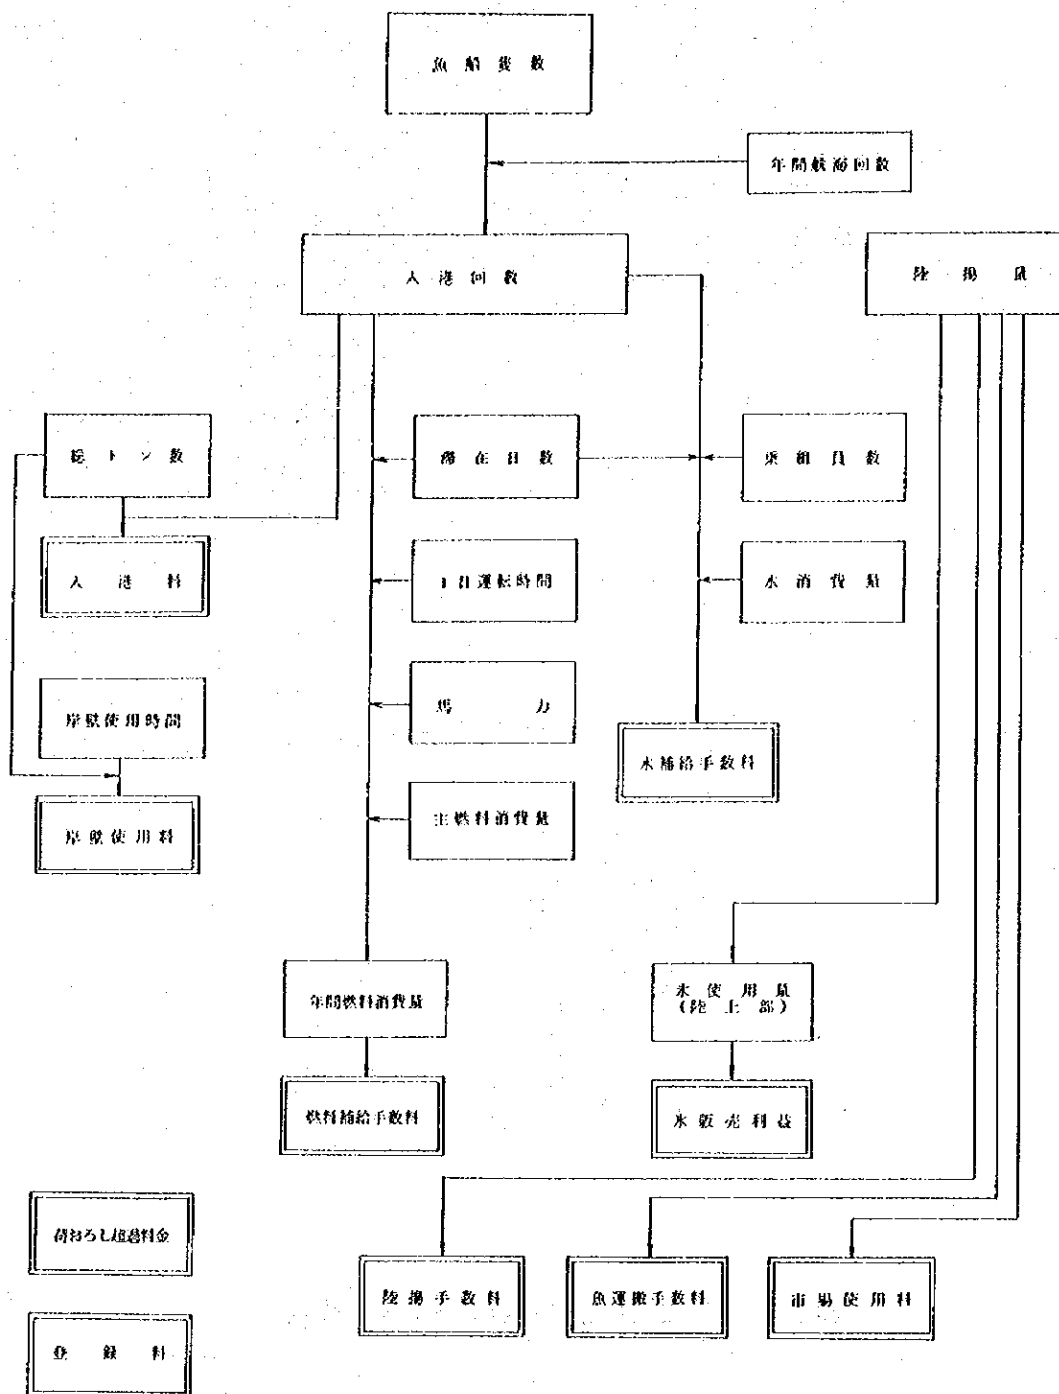 魚船隻数
年間航海回数
入港回数
陸揚量
総トン数
滞在日数
乗組員数
入港料
1日運転時間
水消費量
岸壁使用時間
馬力
水補給手数料
岸壁使用料
主燃料消費量
年間燃料消費量
氷使用量
(陸上部)
燃料補給手数料
氷販売利益
荷おろし超過料金
陸揚手数料
魚運搬手数料
市場使用料
登録料